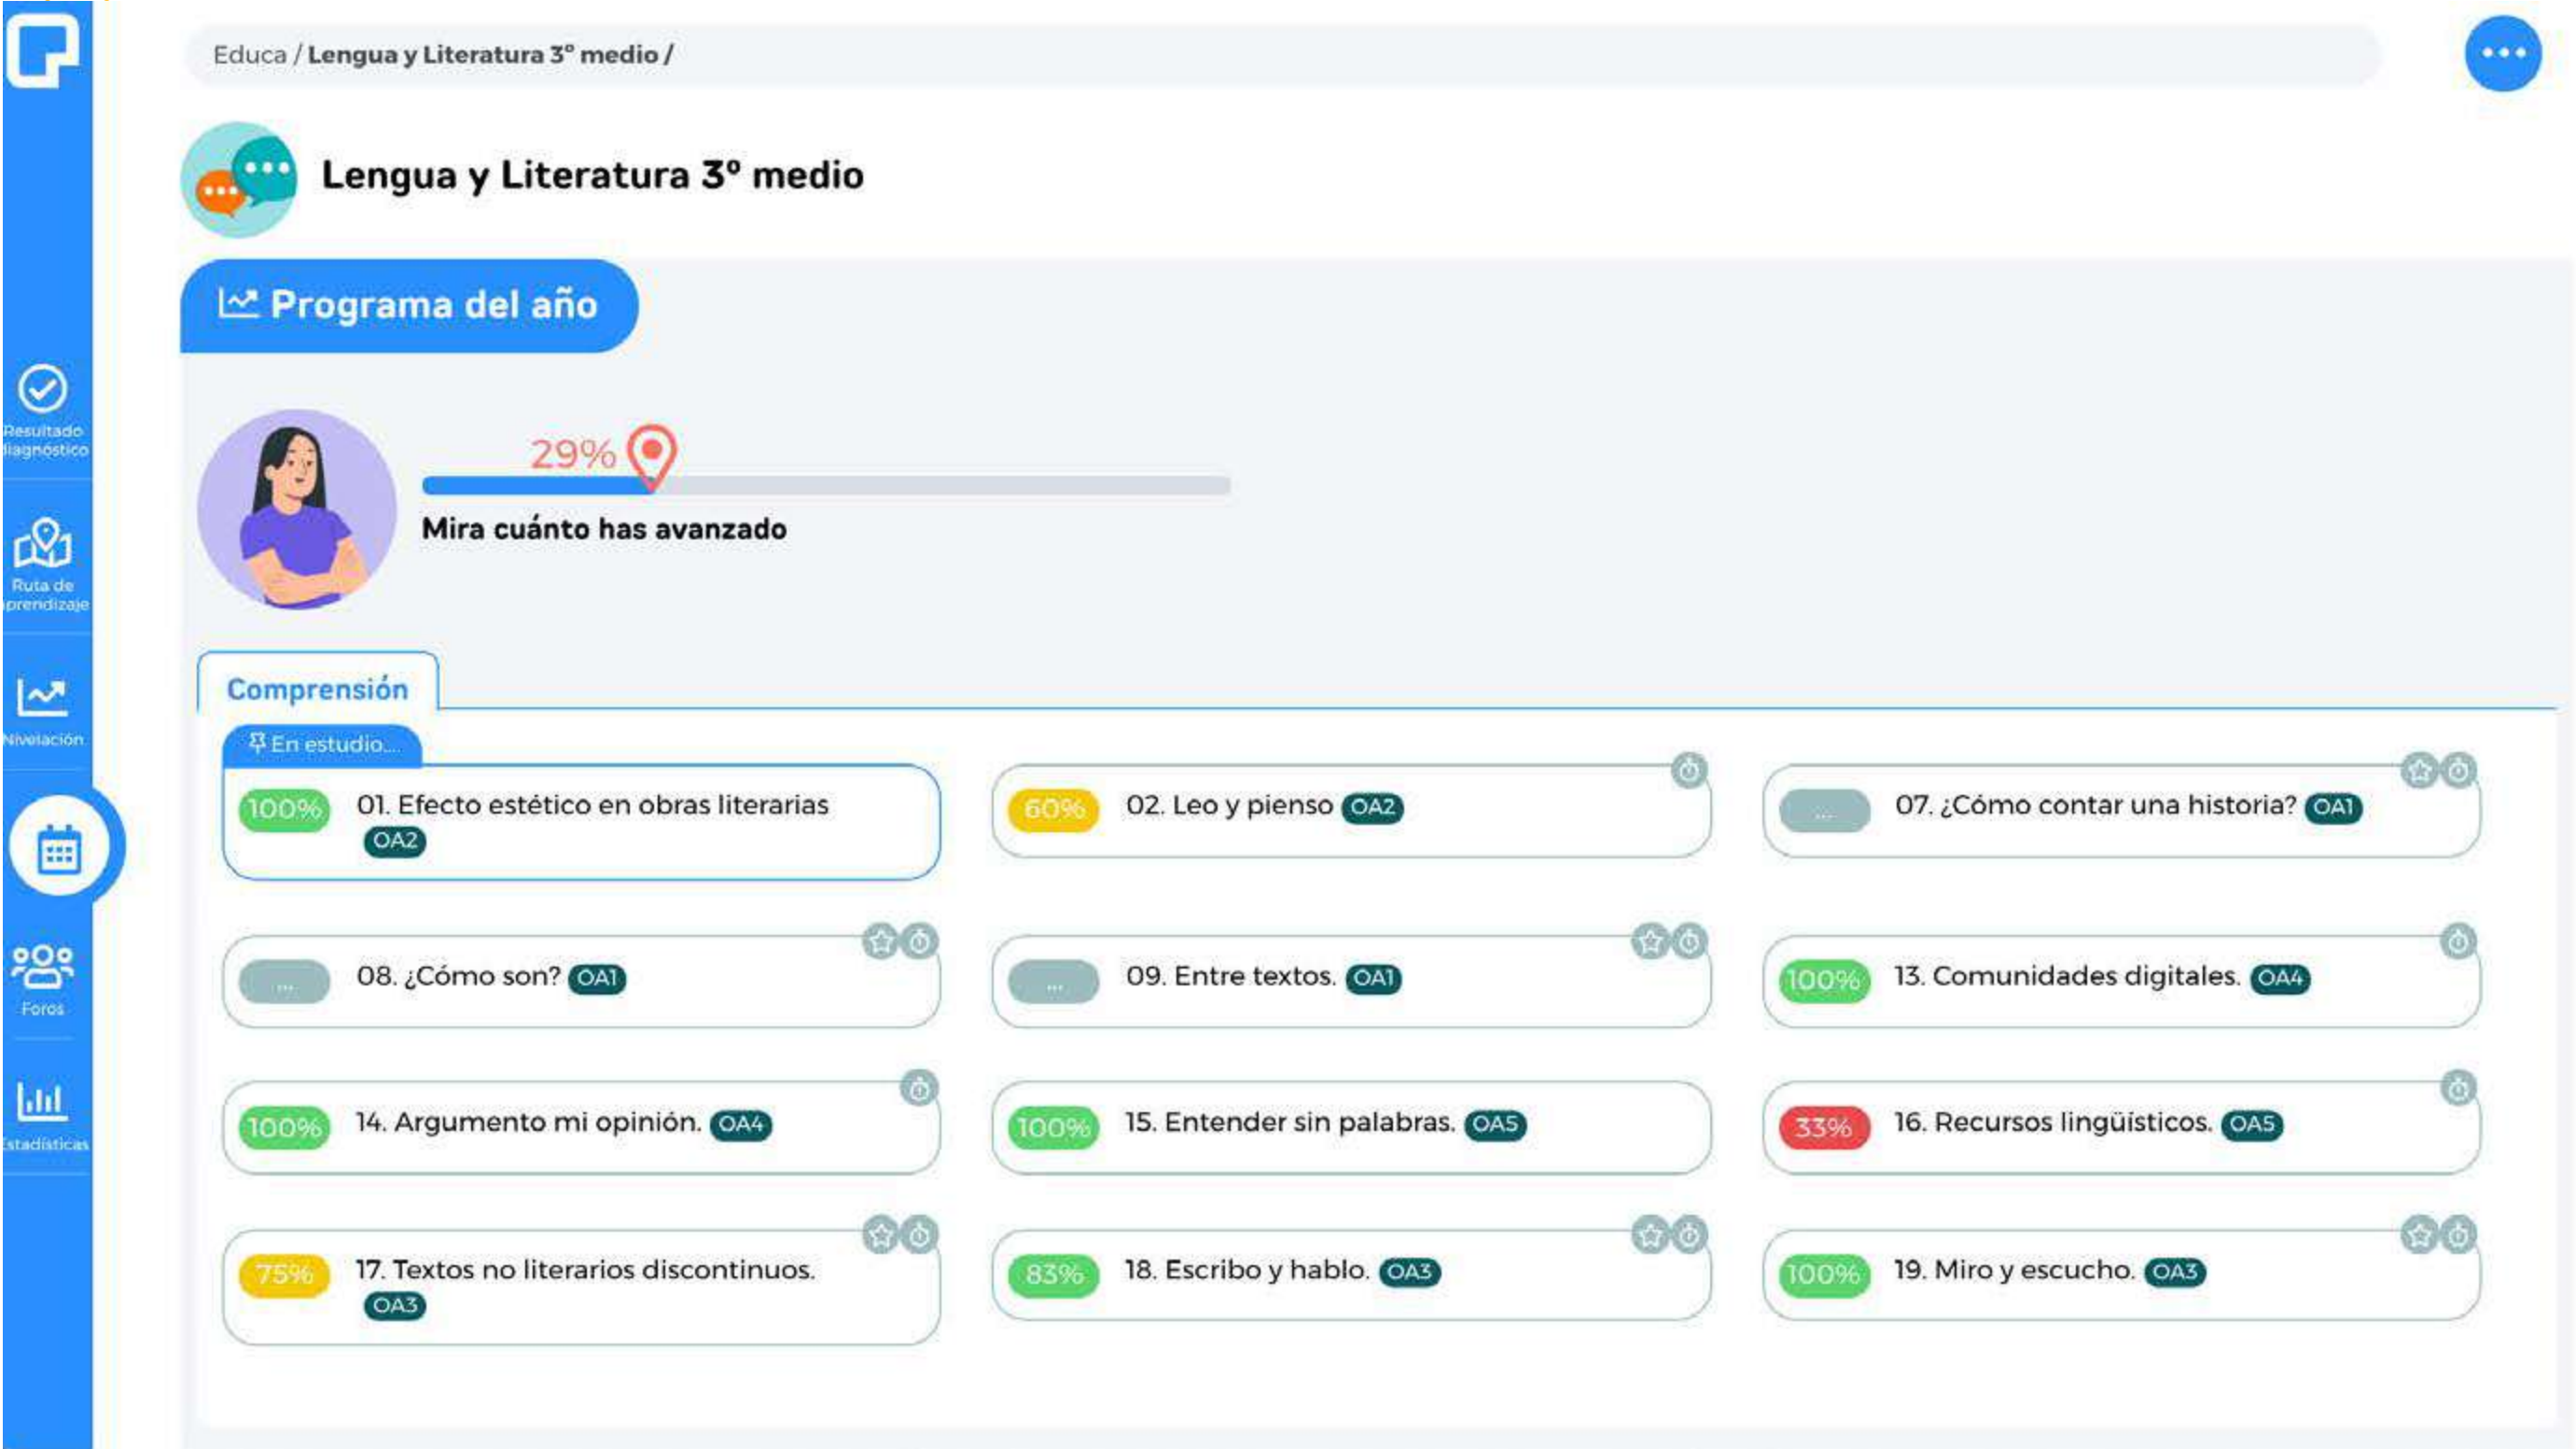 Educa / Lengua y Literatura 3º medio /
Lengua y Literatura 3º medio
Programa del año
29%
Mira cuánto has avanzado
Resultado
diagnóstico
Ruta de
aprendizaje
Nivelación
Foros
Estadísticas
Comprensión
En estudio....
100% 01. Efecto estético en obras literarias
OA2
60% 02. Leo y pienso OA2
... 07. ¿Cómo contar una historia? OA1
... 08. ¿Cómo son? OA1
... 09. Entre textos. OA1
100% 13. Comunidades digitales. OA4
100% 14. Argumento mi opinión. OA4
100% 15. Entender sin palabras. OA5
33% 16. Recursos lingüísticos. OA5
75% 17. Textos no literarios discontinuos.
OA3
83% 18. Escribo y hablo. OA3
100% 19. Miro y escucho. OA3